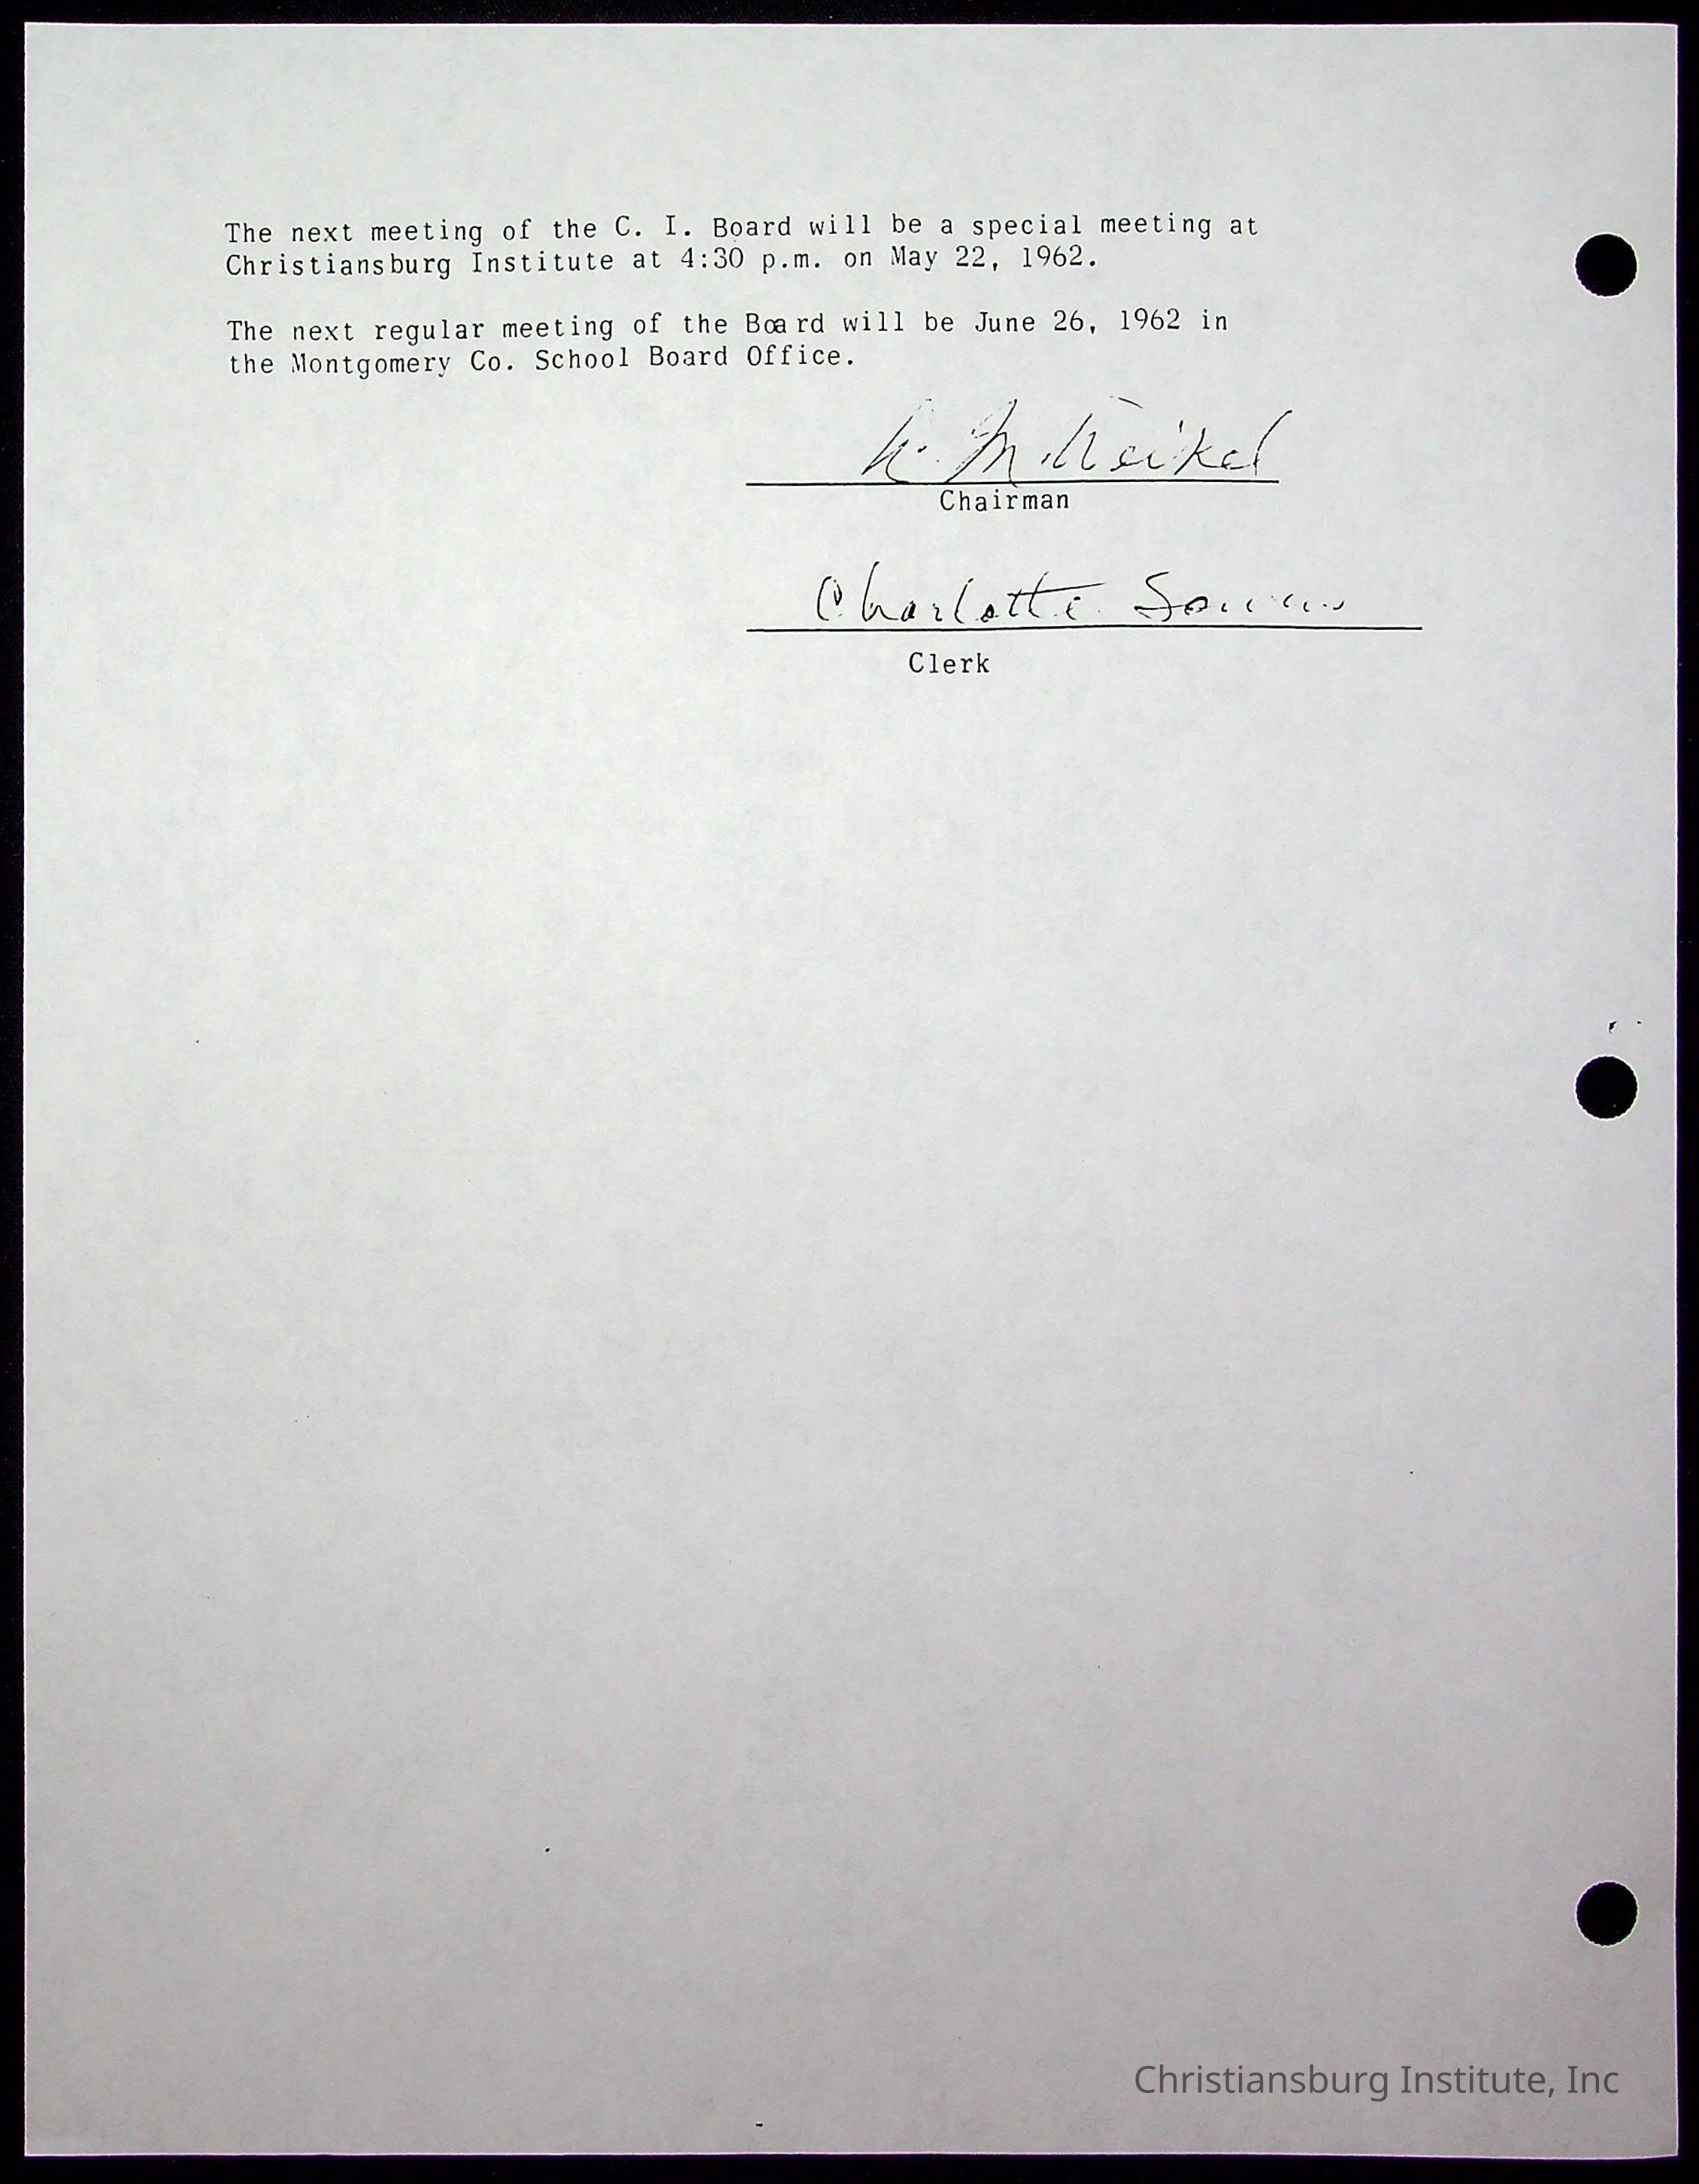 The next meeting of the C. I. Board will be a special meeting at
Christiansburg Institute at 4:30 p.m. on May 22, 1962.
The next regular meeting of the Board will be June 26, 1962 in
the Montgomery Co. School Board Office.
Chairman
Charlotte
Clerk
Christiansburg Institute, Inc